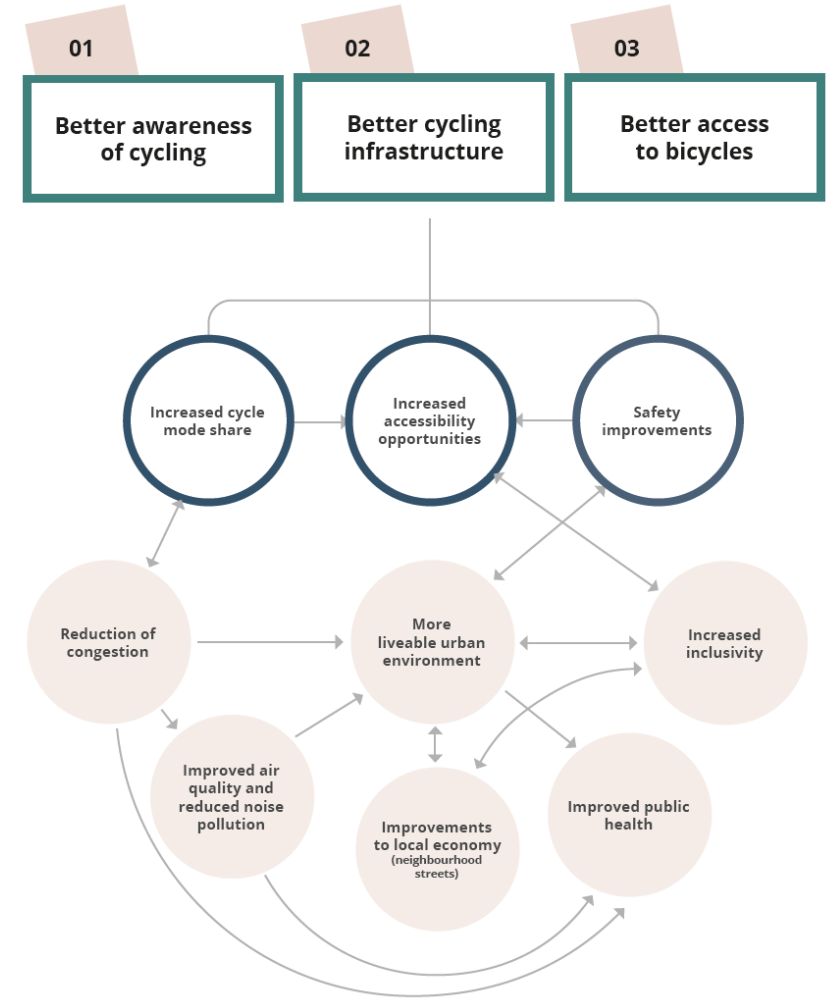 01
02
03
Better awareness
of cycling
Better cycling
infrastructure
Better access
to bicycles
Increased cycle
mode share
Increased
accessibility
opportunities
Safety
improvements
Reduction of
congestion
More
liveable urban
environment
Increased
inclusivity
Improved air
quality and
reduced noise
pollution
Improvements
to local economy
(neighbourhood
streets)
Improved public
health